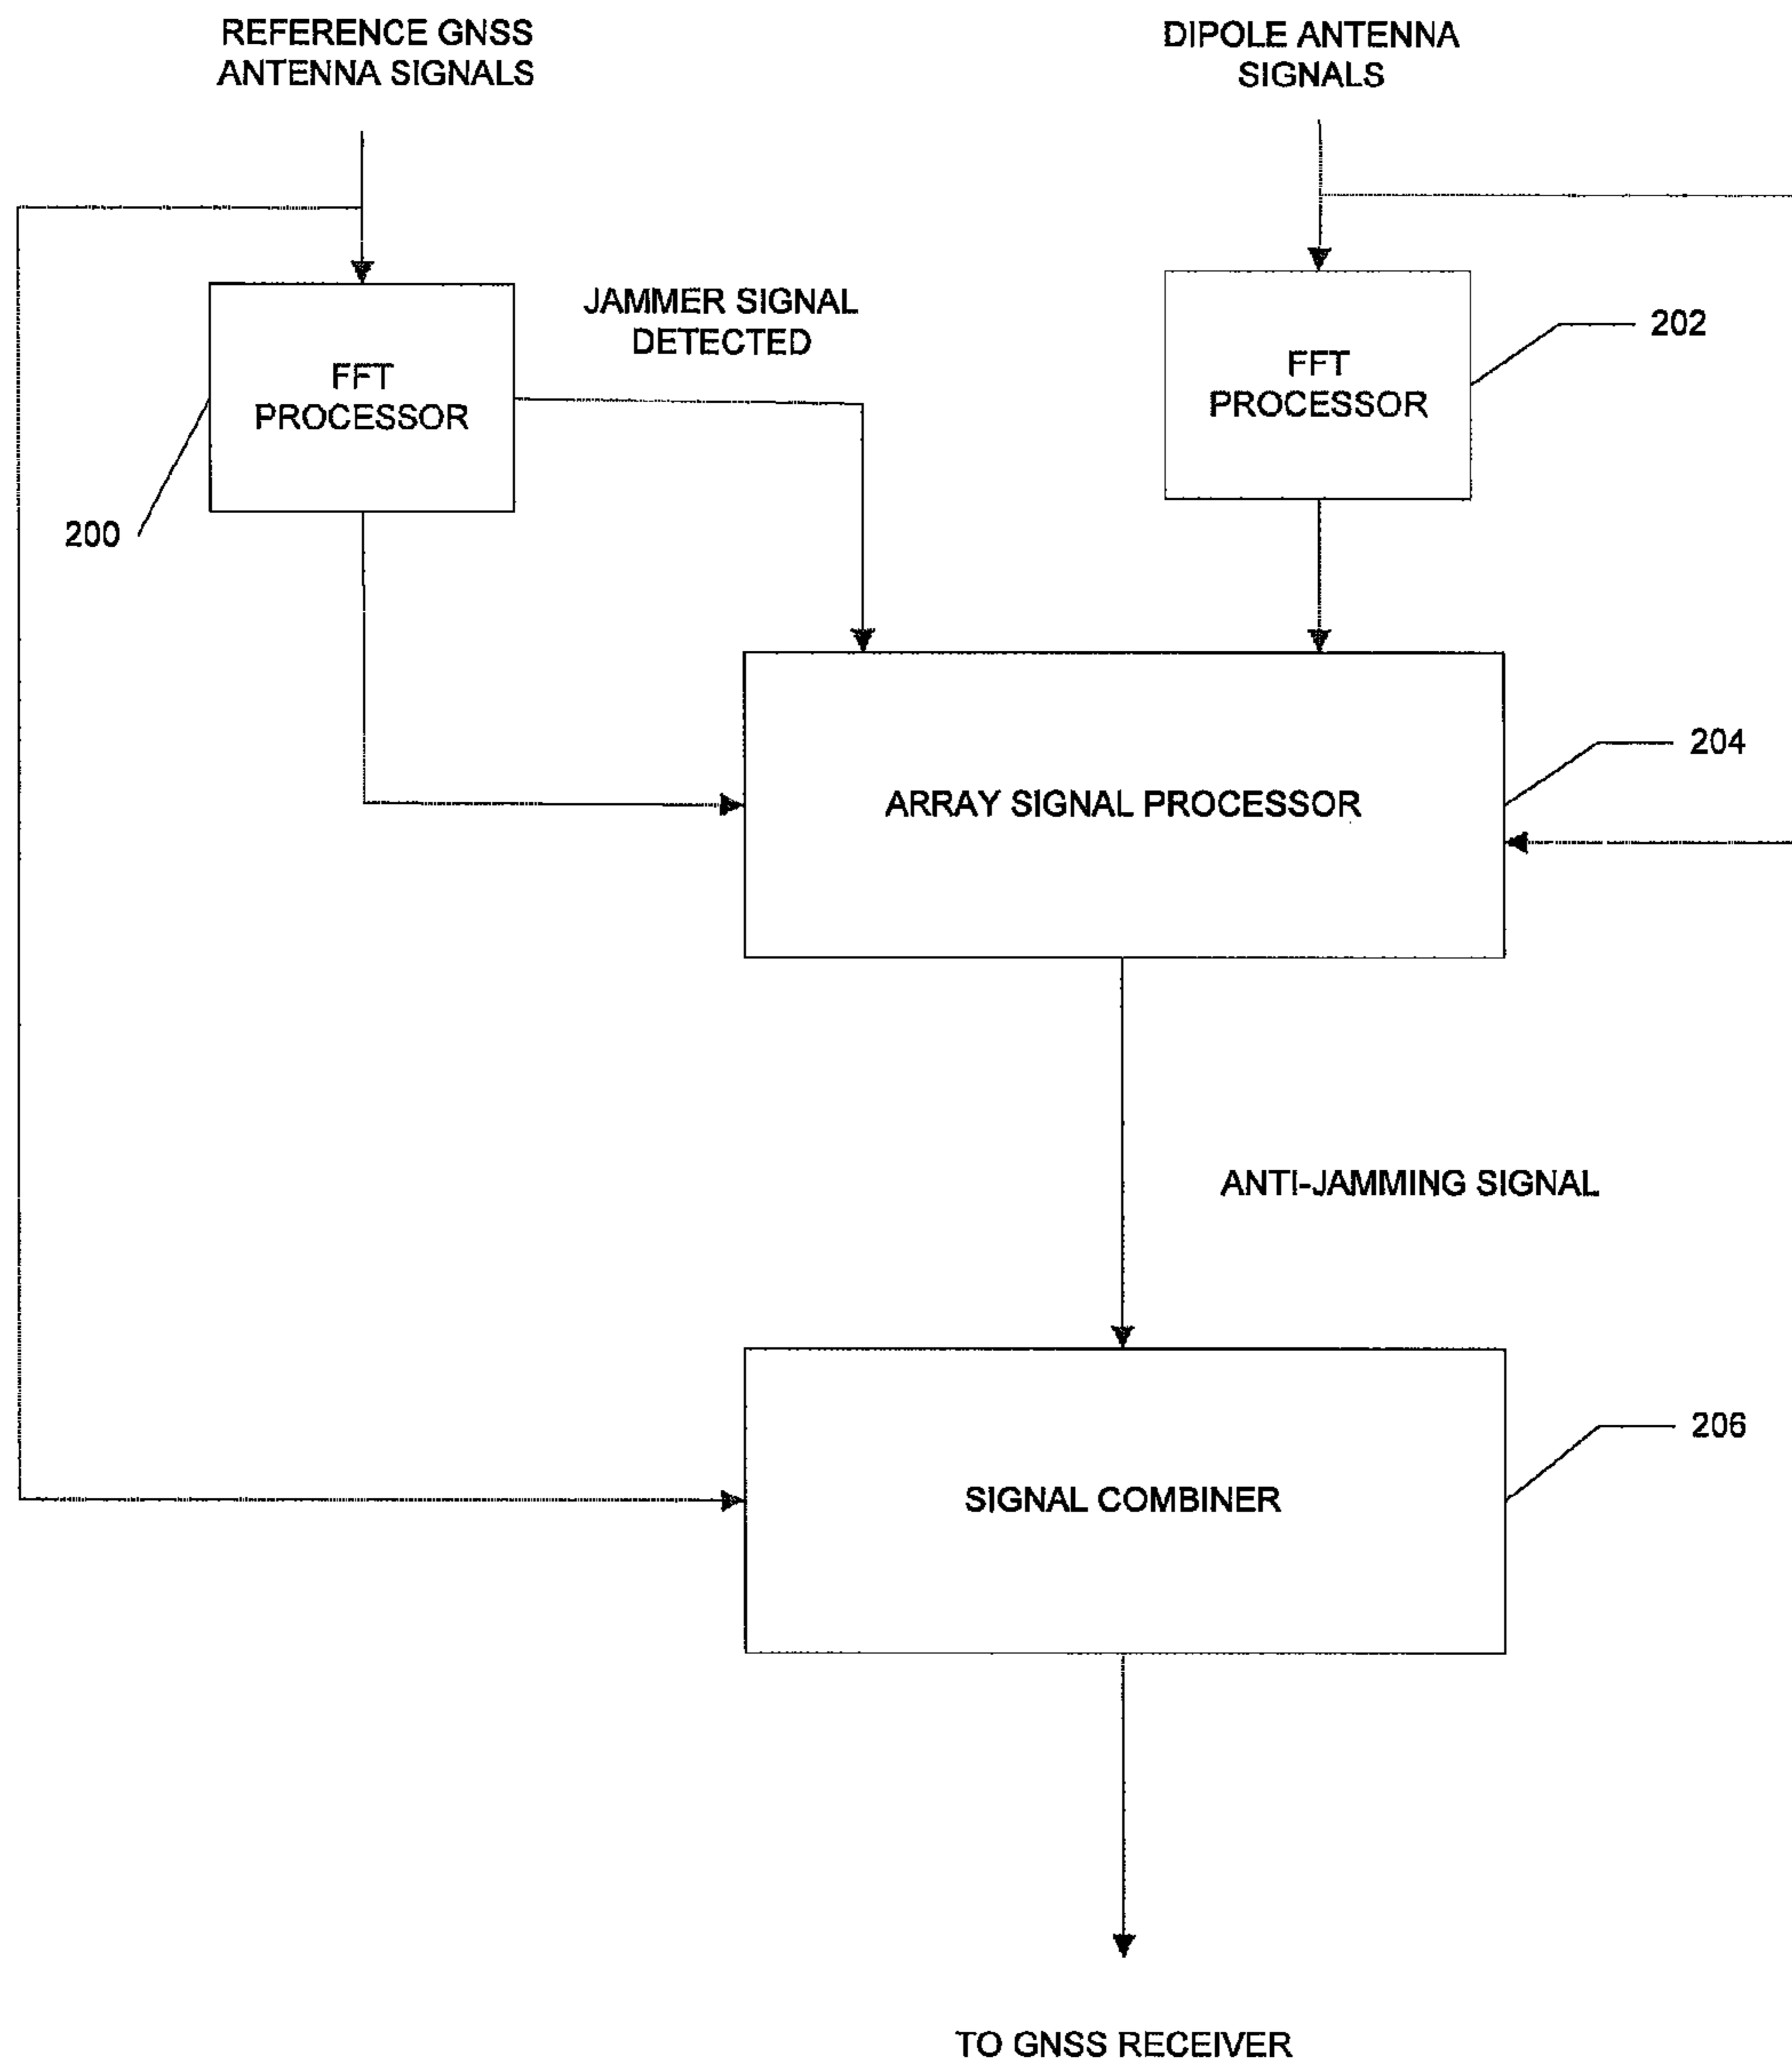 REFERENCE GNSS
ANTENNA SIGNALS
DIPOLE ANTENNA
SIGNALS
JAMMER SIGNAL
DETECTED
FFT
PROCESSOR
FFT
PROCESSOR
202
200
204
ARRAY SIGNAL PROCESSOR
ANTI-JAMMING SIGNAL
206
SIGNAL COMBINER
TO GNSS RECEIVER